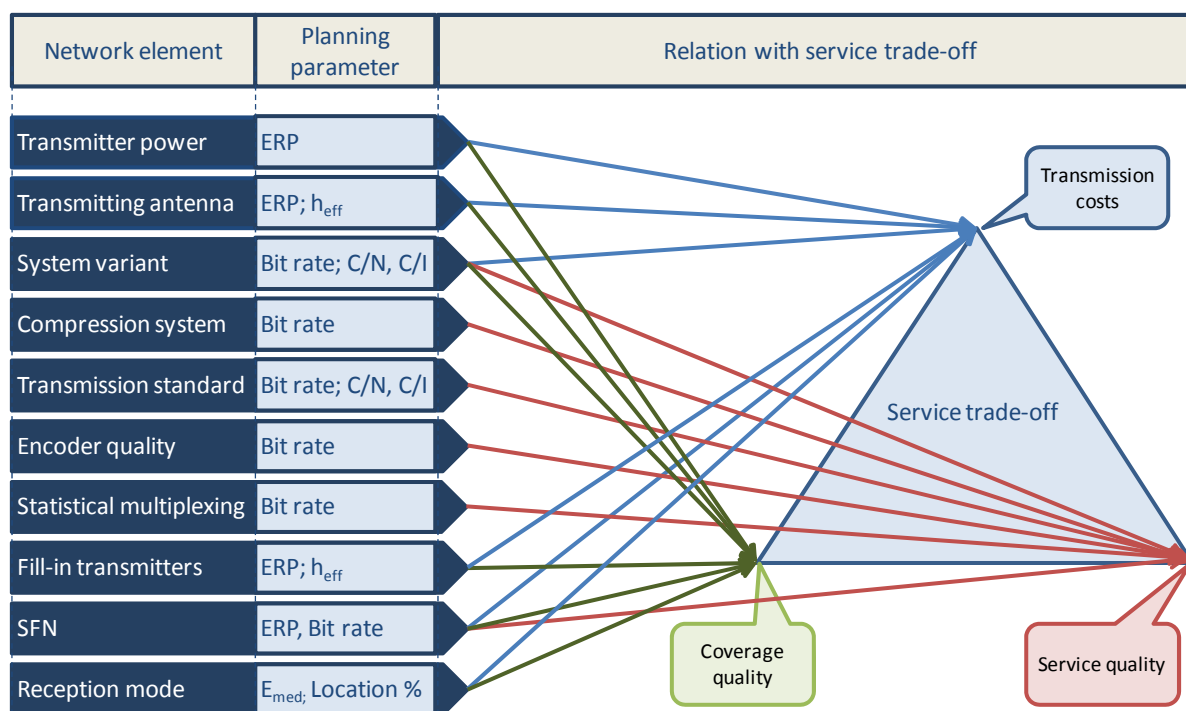 Network element
Planning
parameter
Relation with service trade-off
Transmitter power
ERP
Transmitting antenna
ERP; heff
System variant
Bit rate; C/N, C/I
Compression system
Bit rate
Transmission standard
Bit rate; C/N, C/I
Encoder quality
Bit rate
Statistical multiplexing
Bit rate
Fill-in transmitters
ERP; heff
SFN
ERP, Bit rate
Reception mode
Emed; Location %
Transmission
costs
Service trade-off
Coverage
quality
Service quality